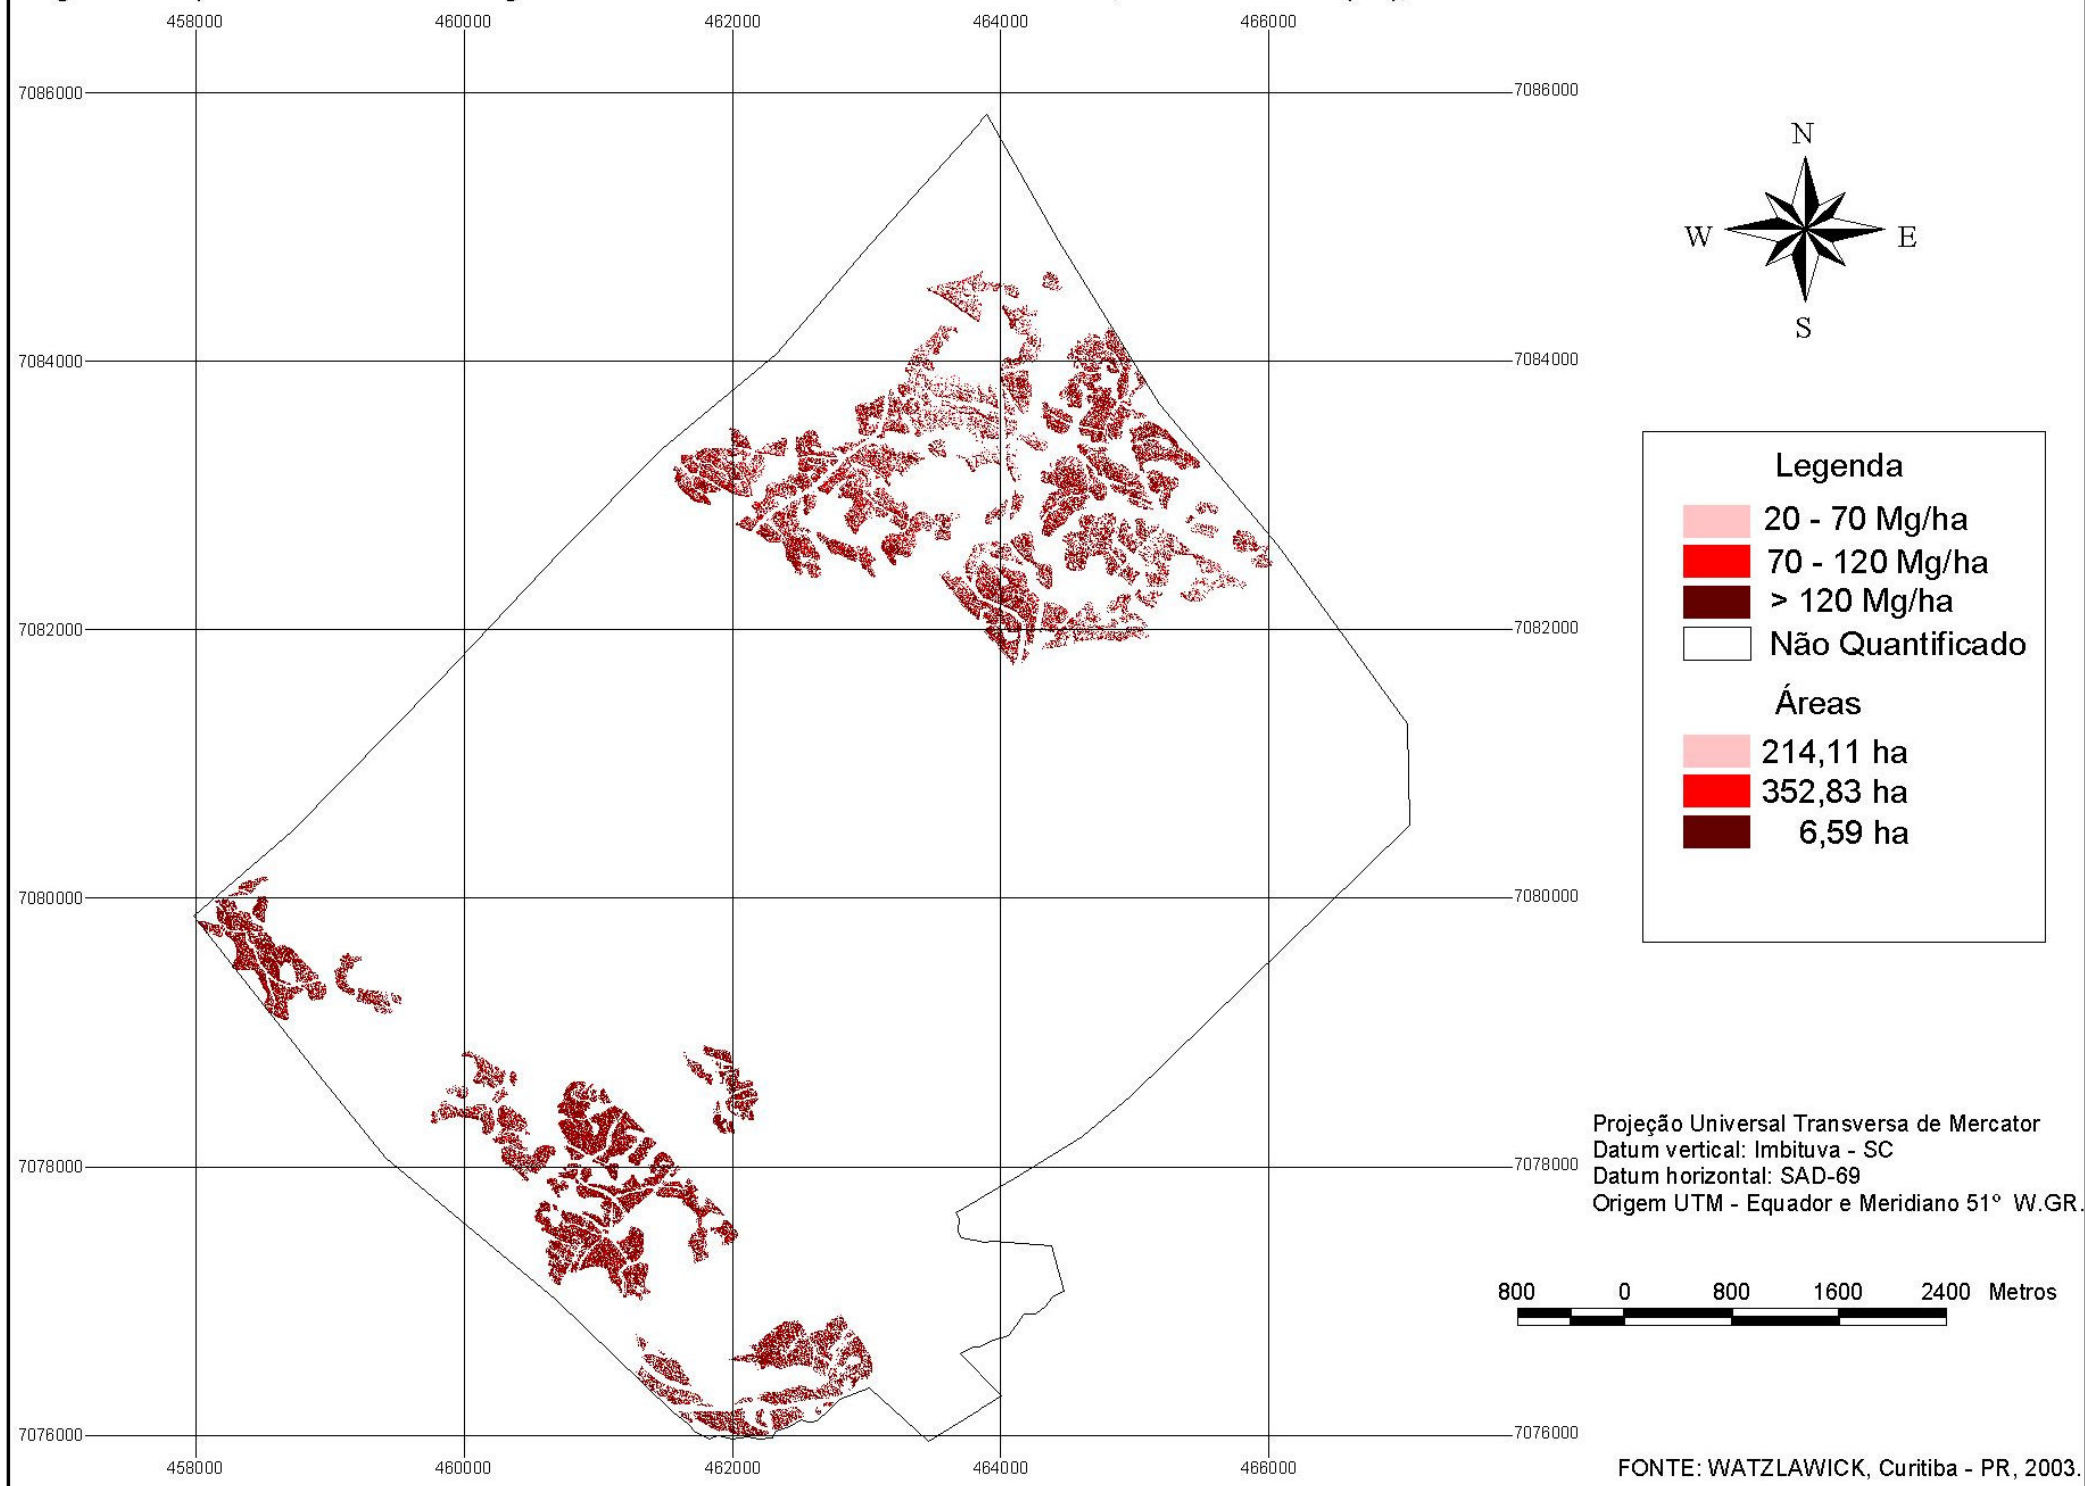 458000 460000 462000 464000 466000
7086000 7086000
N
W E
S
7084000 7084000
Legenda
20 - 70 Mg/ha
70 - 120 Mg/ha
> 120 Mg/ha
Não Quantificado
7082000 7082000
Áreas
214,11 ha
352,83 ha
6,59 ha
7080000 7080000
Projeção Universal Transversa de Mercator
Datum vertical: Imbituva - SC
7078000 7078000
Datum horizontal: SAD-69
Origem UTM - Equador e Meridiano 51° W.GR.
800 0 800 1600 2400 Metros
7076000 7076000
458000 460000 462000 464000 466000
FONTE: WATZLAWICK, Curitiba - PR, 2003.